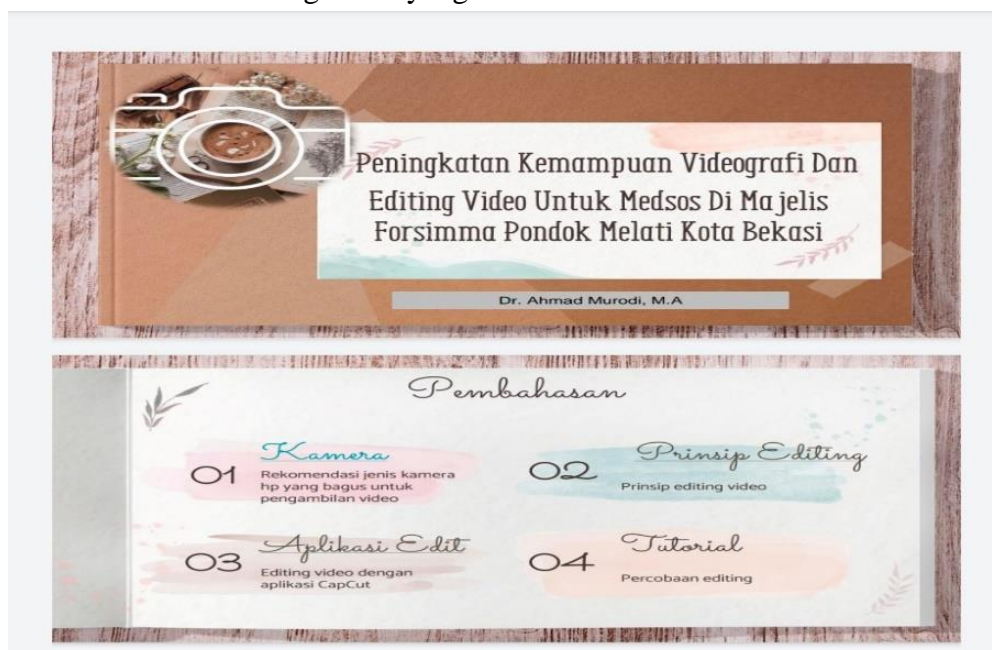 Peningkatan Kemampuan Videografi Dan
Editing Video Untuk Medsos Di Majelis
Forsimma Pondok Melati Kota Bekasi
Dr. Ahmad Murodi, M.A
Pembahasan
01
Kamera
Rekomendasi jenis kamera
hp yang bagus untuk
pengambilan video
02
Prinsip Editing
Prinsip editing video
03
Aplikasi Edit
Editing video dengan
aplikasi CapCut
04
Tutorial
Percobaan editing